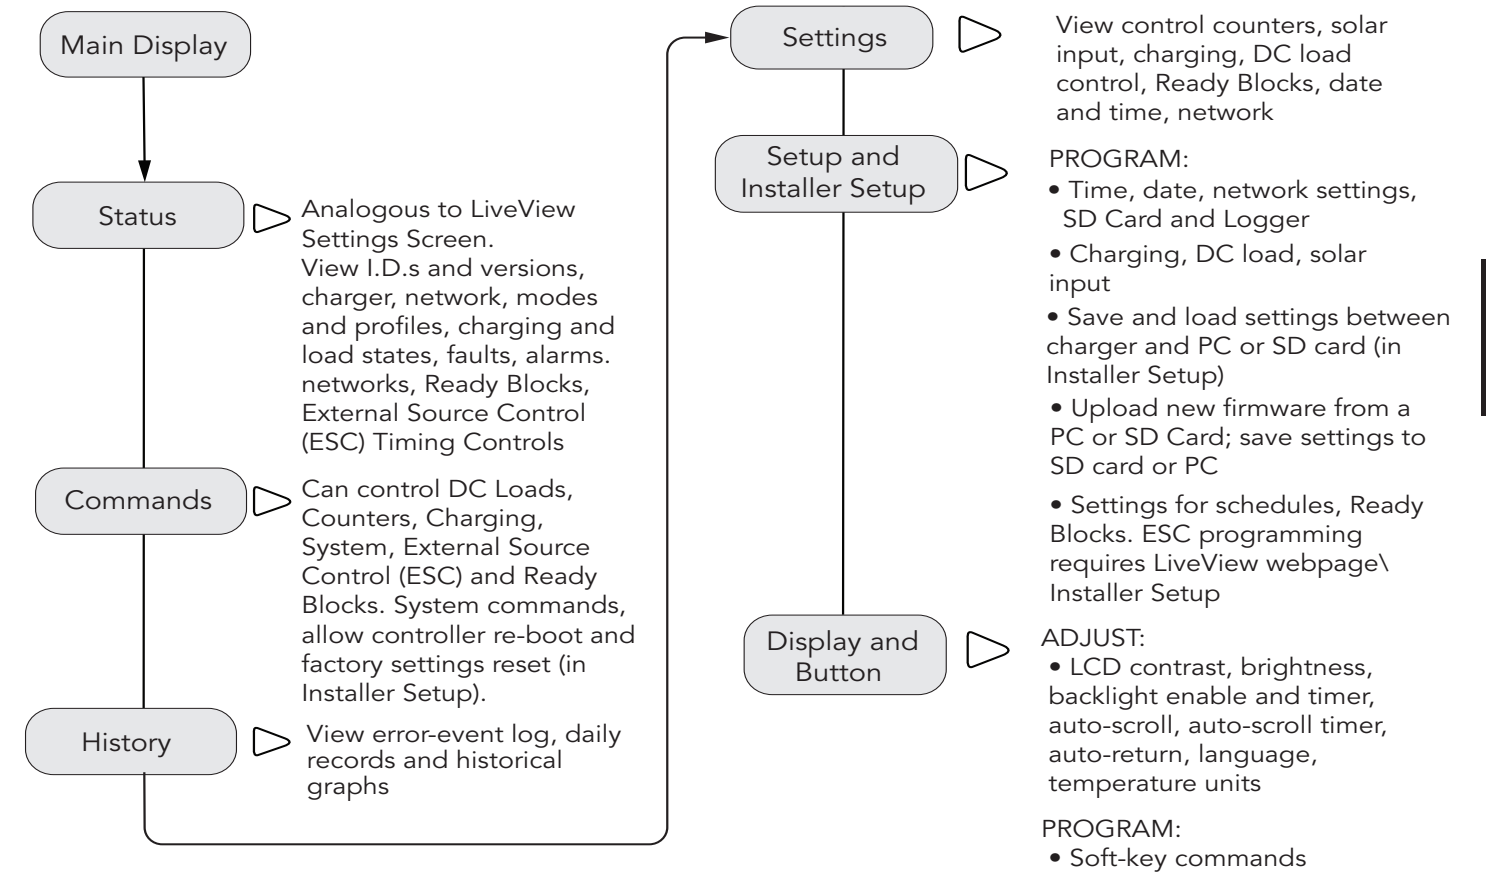 Main Display
Status
Analogous to LiveView
Settings Screen.
View I.D.s and versions,
charger, network, modes
and profiles, charging and
load states, faults, alarms.
networks, Ready Blocks,
External Source Control
(ESC) Timing Controls
Commands
Can control DC Loads,
Counters, Charging,
System, External Source
Control (ESC) and Ready
Blocks. System commands,
allow controller re-boot and
factory settings reset (in
Installer Setup).
History
View error-event log, daily
records and historical
graphs
Settings
View control counters, solar
input, charging, DC load
control, Ready Blocks, date
and time, network
Setup and
Installer Setup
PROGRAM:
• Time, date, network settings,
SD Card and Logger
• Charging, DC load, solar
input
• Save and load settings between
charger and PC or SD card (in
Installer Setup)
• Upload new firmware from a
PC or SD Card; save settings to
SD card or PC
• Settings for schedules, Ready
Blocks. ESC programming
requires LiveView webpage\
Installer Setup
Display and
Button
ADJUST:
• LCD contrast, brightness,
backlight enable and timer,
auto-scroll, auto-scroll timer,
auto-return, language,
temperature units
PROGRAM:
• Soft-key commands